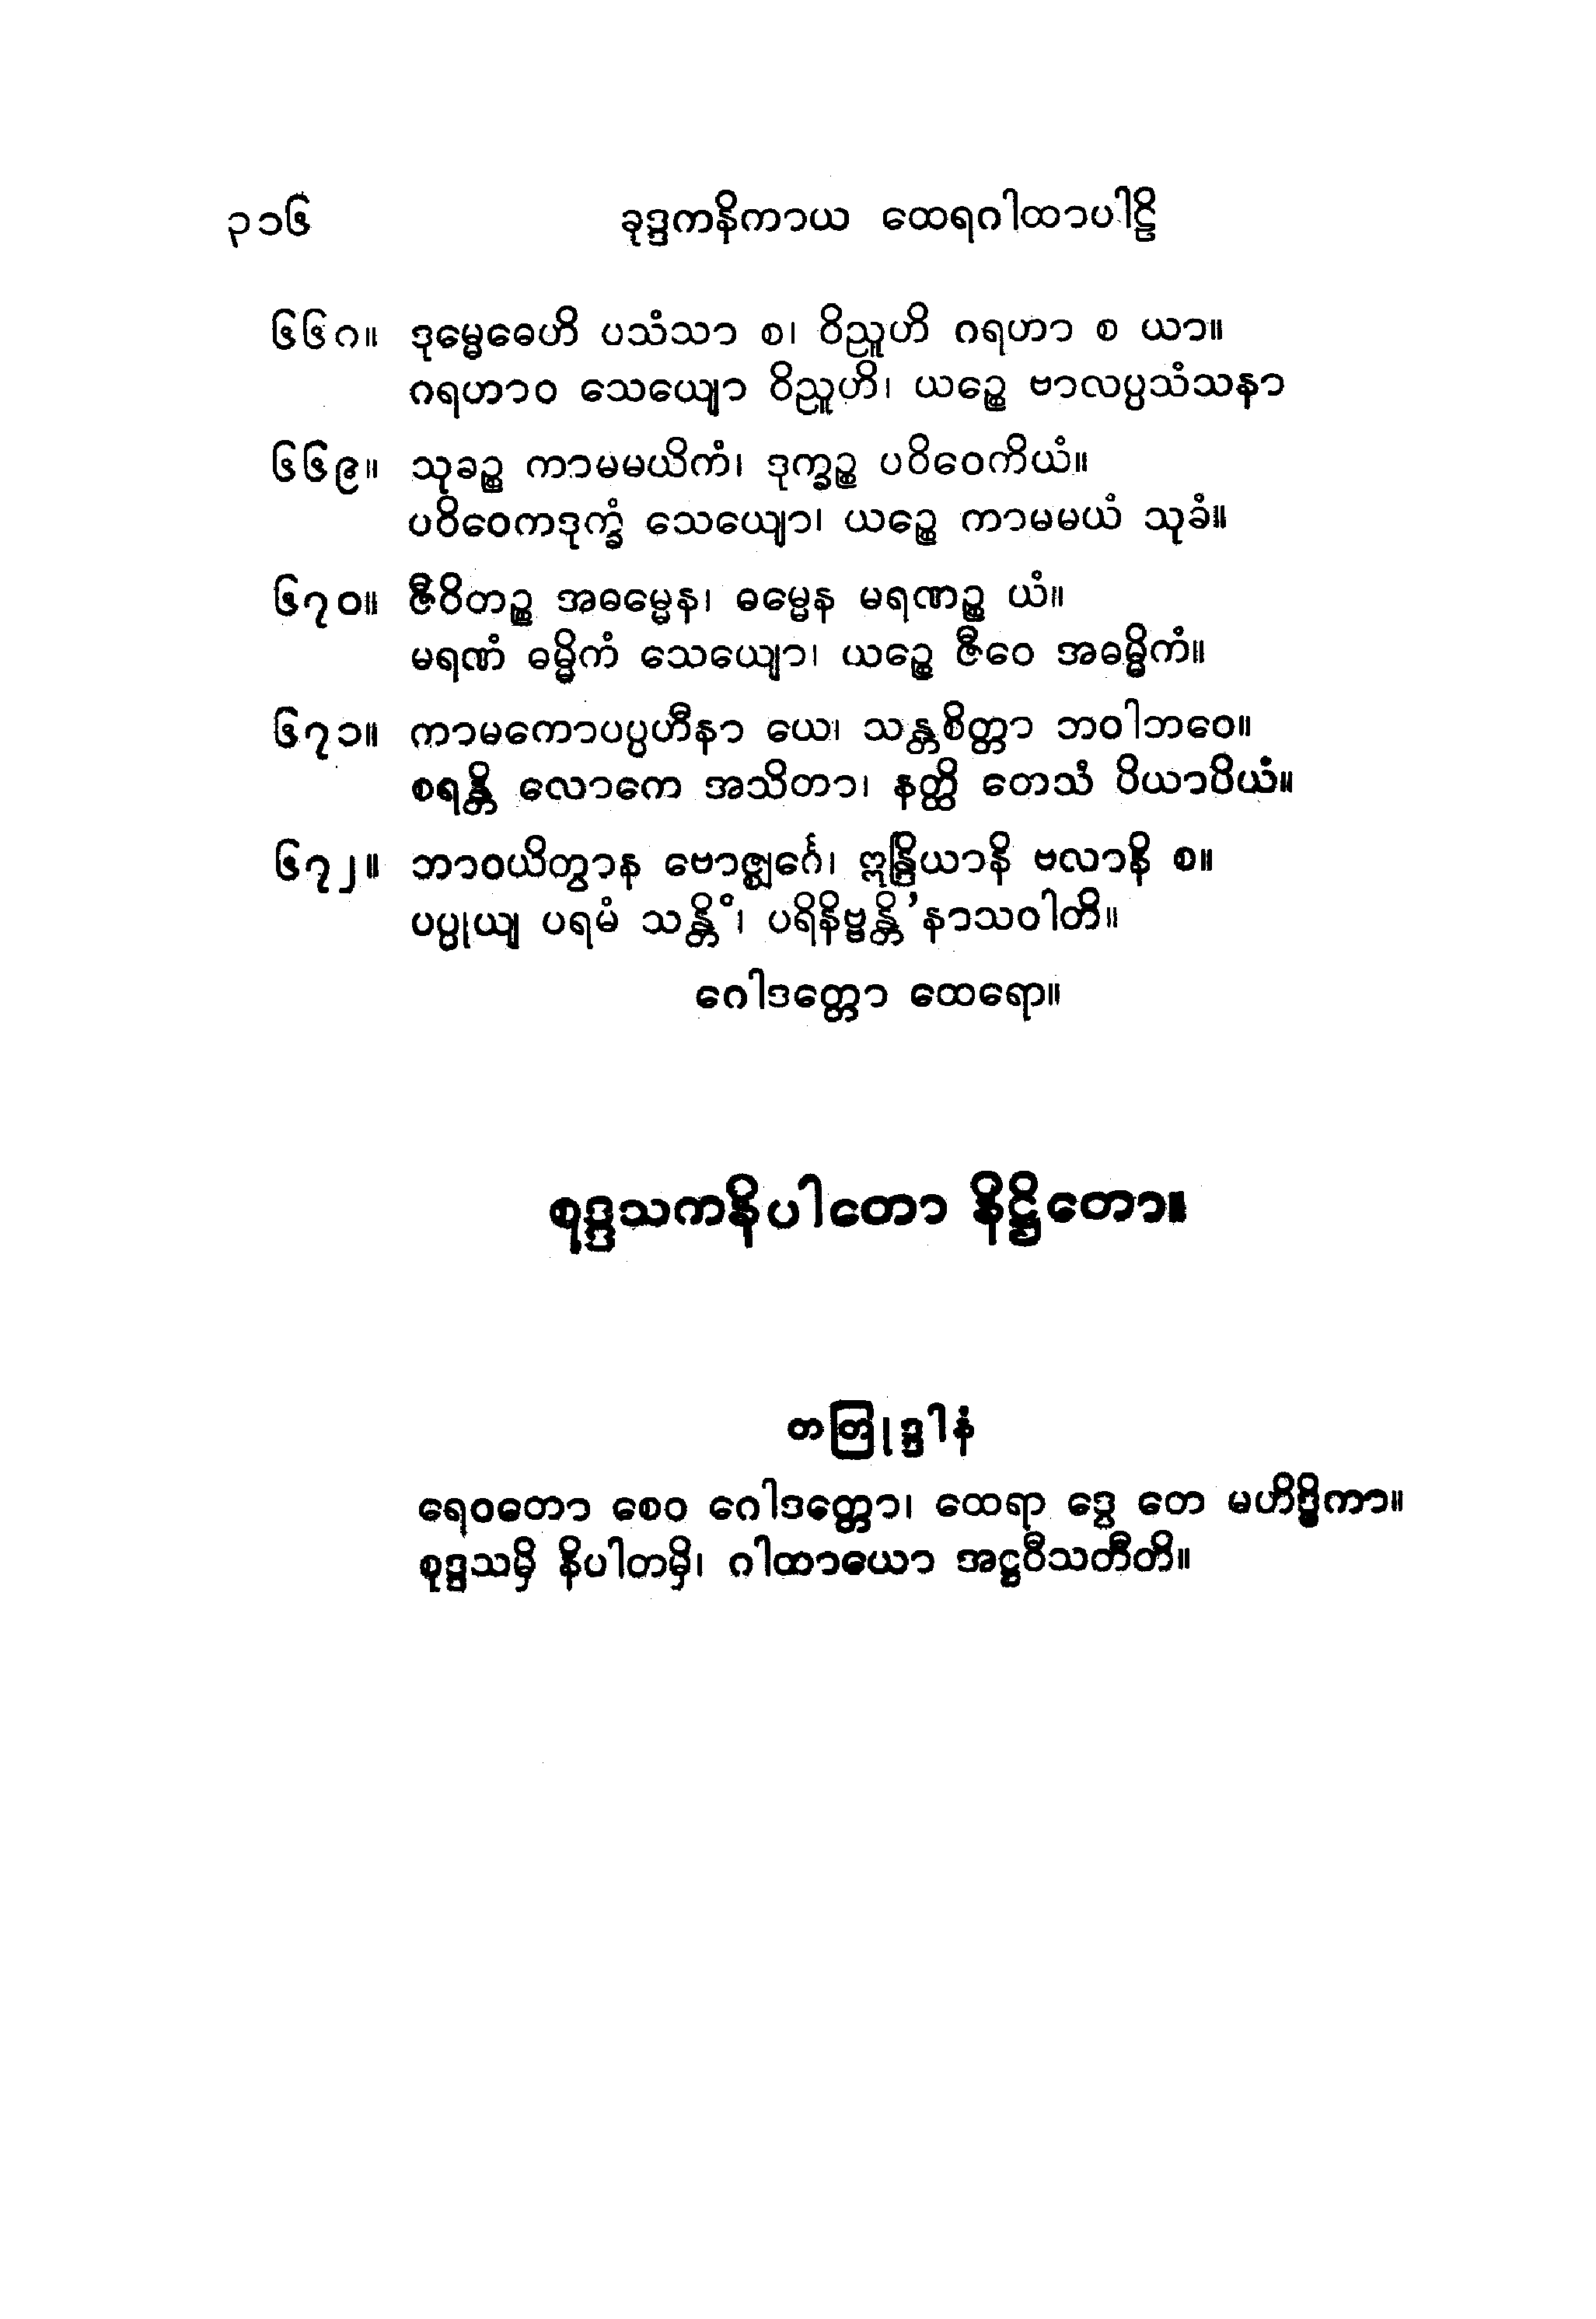 ၃၁၆ ခုဒ္ဒကနိကာယ ထေရဂါထာပါဠိ
၆၆၈။ ဒုမ္မေဓေဟိ ပသံသာ စ၊ ဝိညူဟိ ဂရဟာ စ ယာ။
ဂရဟာဝ သေယျော ဝိညူဟိ၊ ယဉ္စေ ဗာလပ္ပသံသနာ
၆၆၉။ သုခဉ္စ ကာမမယိကံ၊ ဒုက္ခဉ္စ ပဝိဝေကိယံ။
ပဝိဝေကဒုက္ခံ သေယျော၊ ယဉ္စေ ကာမမယံ သုခံ။
၆၇၀။ ဇီဝိတဉ္စ အဓမ္မေန၊ ဓမ္မေန မရဏဉ္စ ယံ။
မရဏံ ဓမ္မိကံ သေယျော၊ ယဉ္စေ ဇီဝေ အဓမ္မိကံ။
၆၇၁။ ကာမကောပပ္ပဟီနာ ယေ၊ သန္တစိတ္တာ ဘဝါဘဝေ။
စရန္တိ လောကေ အသိတာ၊ နတ္ထိ တေသံ ပိယာပိယံ။
၆၇၂။ ဘာဝယိတွာန ဗောဇ္ဈင်္ဂေ၊ ဣန္ဒြိယာနိ ဗလာနိ စ။
ပပ္ပုယျ ပရမံ သန္တိံ၊ ပရိနိဗ္ဗန္တိ’နာသဝါတိ။
ဂေါဒတ္တော ထေရော။
စုဒ္ဒသကနိပါတော နိဋ္ဌိတော။
တတြုဒ္ဒါနံ
ရေဝတော စေဝ ဂေါဒတ္တော၊ ထေရာ ဒွေ တေ မဟိဒ္ဓိကာ။
စုဒ္ဒသမှိ နိပါတမှိ၊ ဂါထာယော အဋ္ဌဝီသတီတိ။